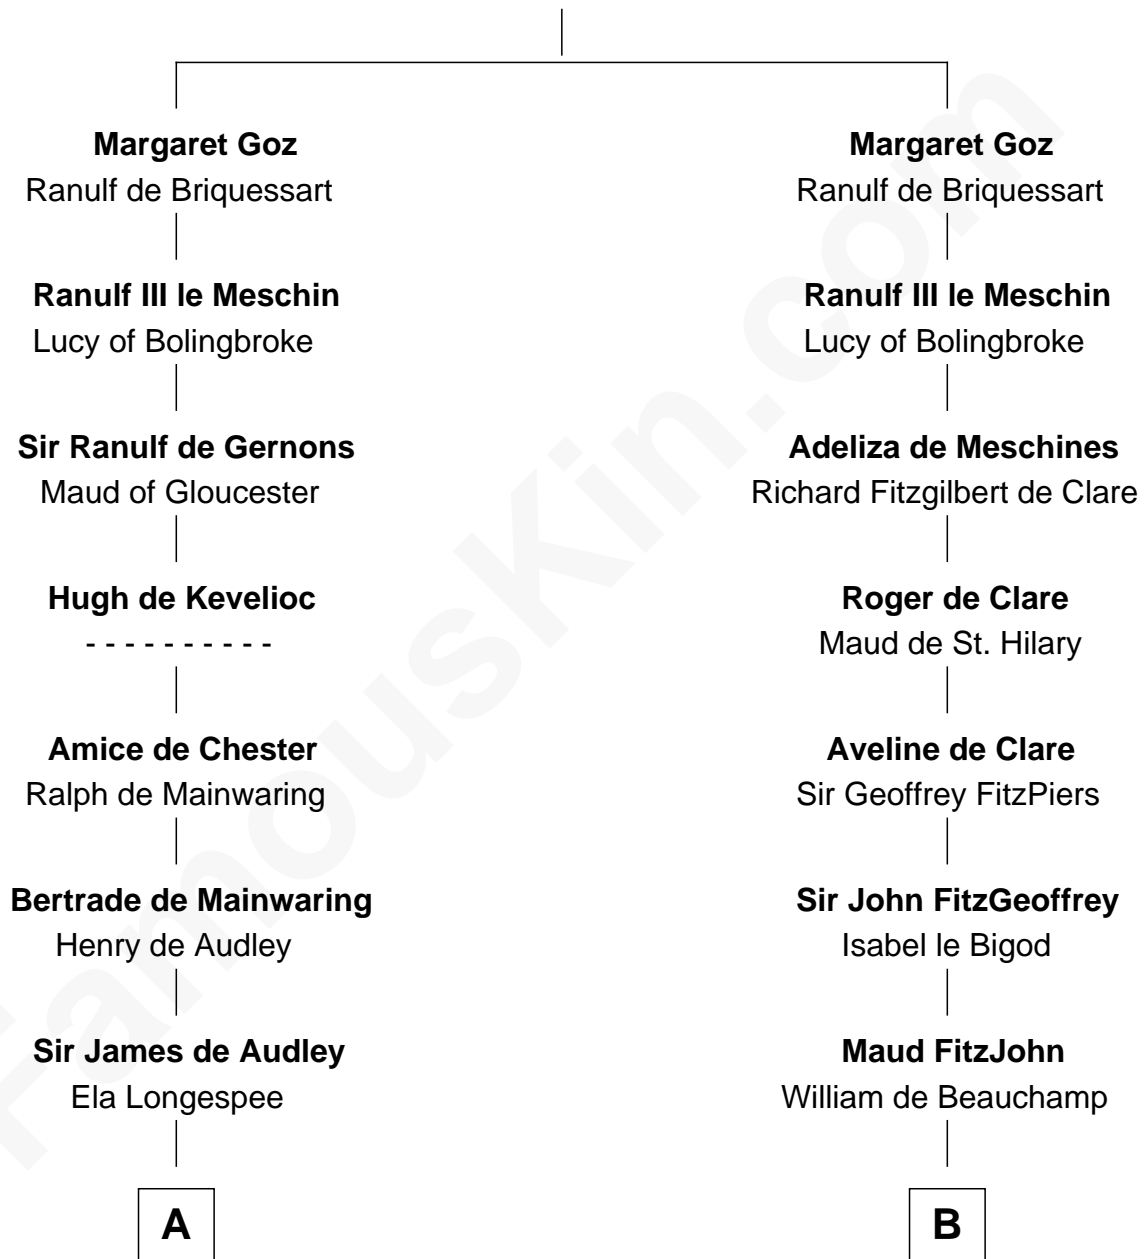 Margaret Goz
Ranulf de Briquessart
Ranulf III le Meschin
Lucy of Bolingbroke
Sir Ranulf de Gernons
Maud of Gloucester
Hugh de Kevelioc
- - - - - - - - - -
Amice de Chester
Ralph de Mainwaring
Bertrade de Mainwaring
Henry de Audley
Sir James de Audley
Ela Longespee
A
Margaret Goz
Ranulf de Briquessart
Ranulf III le Meschin
Lucy of Bolingbroke
Adeliza de Meschines
Richard Fitzgilbert de Clare
Roger de Clare
Maud de St. Hilary
Aveline de Clare
Sir Geoffrey FitzPiers
Sir John FitzGeoffrey
Isabel le Bigod
Maud FitzJohn
William de Beauchamp
B
FamousKin.com